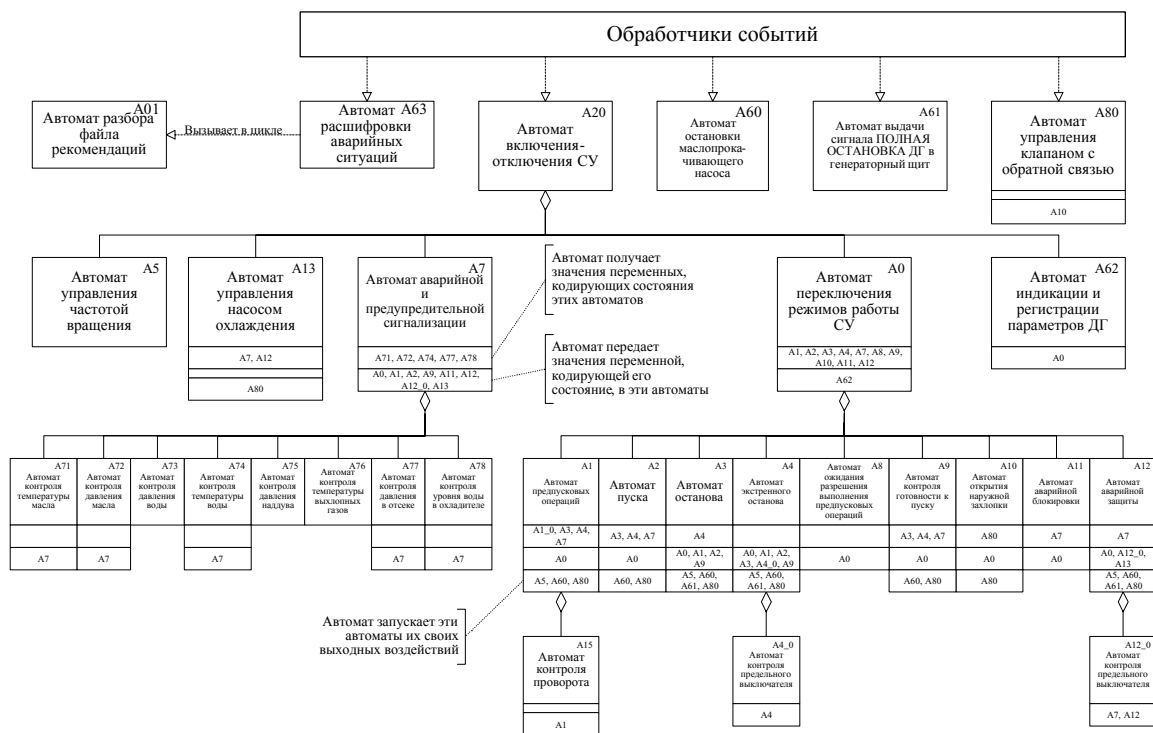 Обработчики событий
A01
Автомат разбора
файла
рекомендаций
Вызывает в цикле
A63
Автомат
расшифровки
аварийных
ситуаций
A20
Автомат
включения-
отключения СУ
A60
Автомат
остановки
маслопрока-
чивающего
насоса
A61
Автомат выдачи
сигнала ПОЛНАЯ
ОСТАНОВКА ДГ в
генераторный щит
A80
Автомат
управления
клапаном с
обратной связью
A10
A5
Автомат
управления
частотой
вращения
A13
Автомат
управления
насосом
охлаждения
A7, A12
A80
A7
Автомат аварийной
и
предупредительной
сигнализации
A71, A72, A74, A77, A78
A0, A1, A2, A9, A11, A12,
A12_0, A13
Автомат получает
значения переменных,
кодирующих состояния
этих автоматов
Автомат передает
значения переменной,
кодирующей его
состояние, в эти автоматы
A0
Автомат
переключения
режимов работы
СУ
A1, A2, A3, A4, A7, A8, A9,
A10, A11, A12
A62
A62
Автомат
индикации и
регистрации
параметров ДГ
A0
A71
Автомат
контроля
температуры
масла
A7
A72
Автомат
контроля
давления
масла
A7
A73
Автомат
контроля
давления
воды
A74
Автомат
контроля
температуры
воды
A7
A75
Автомат
контроля
давления
наддува
A76
Автомат
контроля
температуры
выхлопных
газов
A77
Автомат
контроля
давления
в отсеке
A7
A78
Автомат
контроля
уровня воды
в охладителе
A7
A1
Автомат
предпусковых
операций
A1_0, A3, A4,
A7
A0
A5, A60, A80
A2
Автомат
пуска
A3, A4, A7
A0
A60, A80
A3
Автомат
останова
A4
A0, A1, A2,
A9
A5, A60,
A61, A80
A4
Автомат
экстренного
останова
A0, A1, A2,
A3, A4_0, A9
A5, A60,
A61, A80
A8
Автомат
ожидания
разрешения
выполнения
предпусковых
операций
A0
A9
Автомат
контроля
готовности к
пуску
A3, A4, A7
A0
A60, A80
A10
Автомат
открытия
наружной
захлопки
A80
A0
A80
A11
Автомат
аварийной
блокировки
A7
A0
A12
Автомат
аварийной
защиты
A7
A0, A12_0,
A13
A5, A60,
A61, A80
Автомат запускает эти
автоматы их своих
выходных воздействий
A15
Автомат
контроля
проворота
A1
A4_0
Автомат
контроля
предельного
выключателя
A4
A12_0
Автомат
контроля
предельного
выключателя
A7, A12